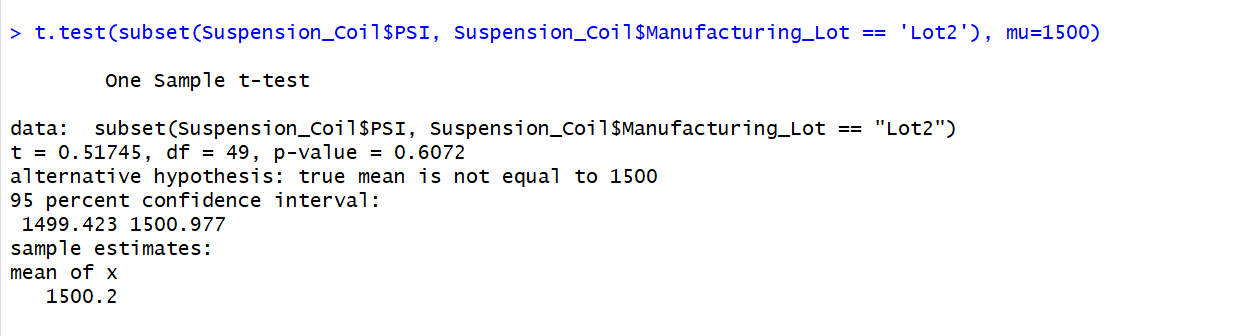 > t.test(subset(Suspension_Coil$PSI, Suspension_Coil$Manufacturing_Lot == 'Lot2'), mu=1500)
One Sample t-test
data:  subset(Suspension_Coil$PSI, Suspension_Coil$Manufacturing_Lot == "Lot2")
t = 0.51745, df = 49, p-value = 0.6072
alternative hypothesis: true mean is not equal to 1500
95 percent confidence interval:
1499.423 1500.977
sample estimates:
mean of x
1500.2